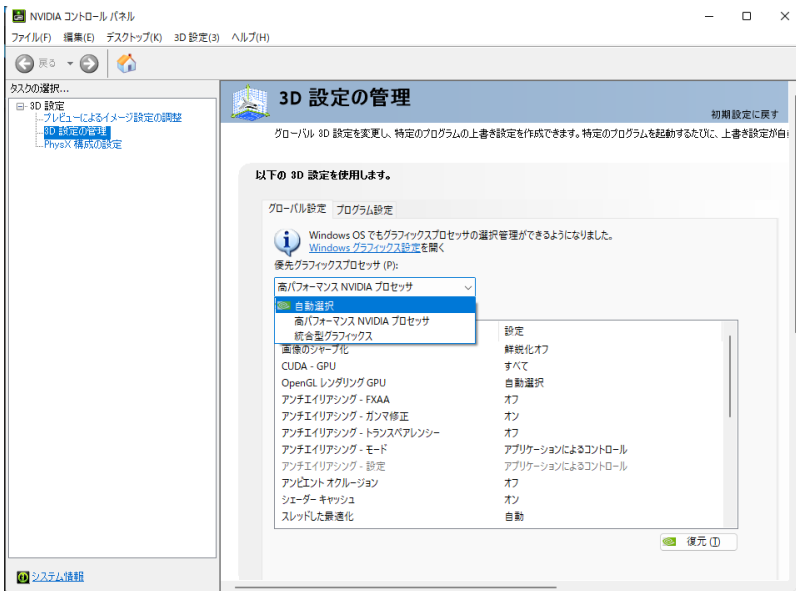 NVIDIA コントロール パネル
ファイル(F) 編集(E) デスクトップ(K) 3D 設定(3) ヘルプ(H)
戻る
タスクの選択...
3D 設定
プレビューによるイメージ設定の調整
3D 設定の管理
PhysX 構成の設定
システム情報
3D 設定の管理
初期設定に戻す
グローバル 3D 設定を変更し、特定のプログラムの上書き設定を作成できます。特定のプログラムを起動するたびに、上書き設定が自
以下の 3D 設定を使用します。
グローバル設定 プログラム設定
Windows OS でもグラフィックスプロセッサの選択管理ができるようになりました。
Windows グラフィックス設定を開く
優先グラフィックスプロセッサ (P):
高パフォーマンス NVIDIA プロセッサ
自動選択
高パフォーマンス NVIDIA プロセッサ
統合型グラフィックス
設定
画像のシャープ化 鮮鋭化オフ
CUDA - GPU すべて
OpenGL レンダリング GPU 自動選択
アンチエイリアシング - FXAA オフ
アンチエイリアシング - ガンマ修正 オン
アンチエイリアシング - トランスペアレンシー オフ
アンチエイリアシング - モード アプリケーションによるコントロール
アンチエイリアシング - 設定 アプリケーションによるコントロール
アンビエント オクルージョン オフ
シェーダー キャッシュ オン
スレッドした最適化 自動
復元 (I)